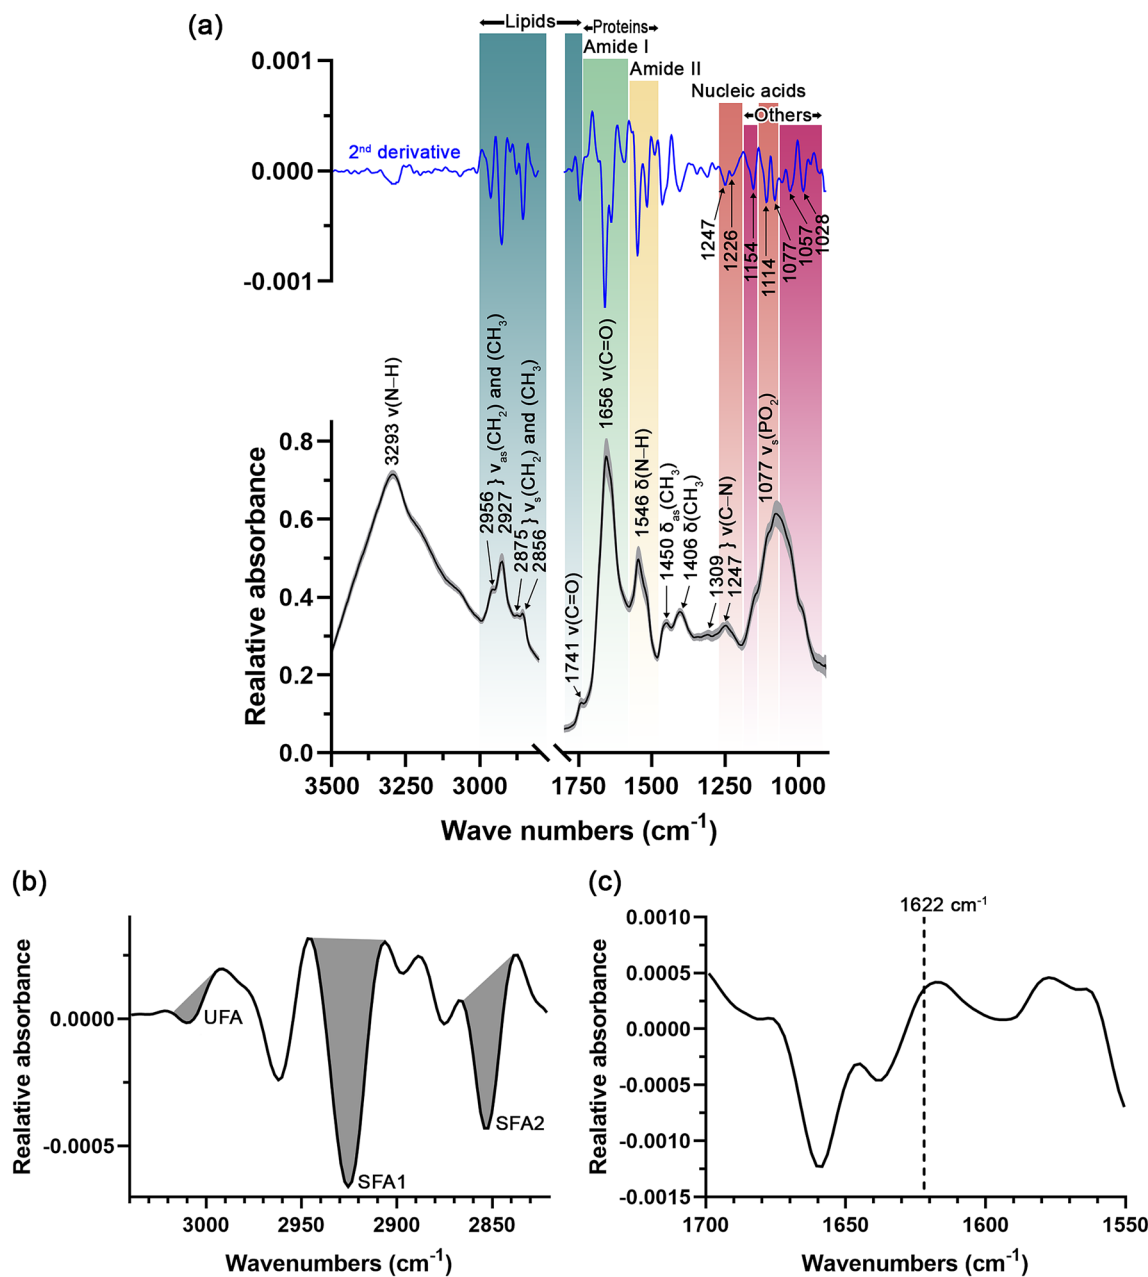 (a)
Lipids
Proteins
Amide I
Amide II
Nucleic acids
Others
0.001
0.000
-0.001
2nd derivative
1247
1226
1154
1114
1077
1057
1028
Realative absorbance
0.8
0.6
0.4
0.2
0.0
3293 v(N−H)
2956 } vas(CH2) and (CH3)
2927
2875 } vs(CH2) and (CH3)
2856
1741 v(C=O)
1656 v(C=O)
1546 δ(N−H)
1450 δas(CH3)
1406 δ(CH3)
1309 } v(C−N)
1247
1077 vs(PO2)
3500 3250 3000 1750 1500 1250 1000
Wave numbers (cm-1)
(b)
Realative absorbance
0.0000
-0.0005
UFA
SFA1
SFA2
3000 2950 2900 2850
Wavenumbers (cm-1)
(c)
1622 cm-1
Realative absorbance
0.0010
0.0005
0.0000
-0.0005
-0.0010
-0.0015
1700 1650 1600 1550
Wavenumbers (cm-1)